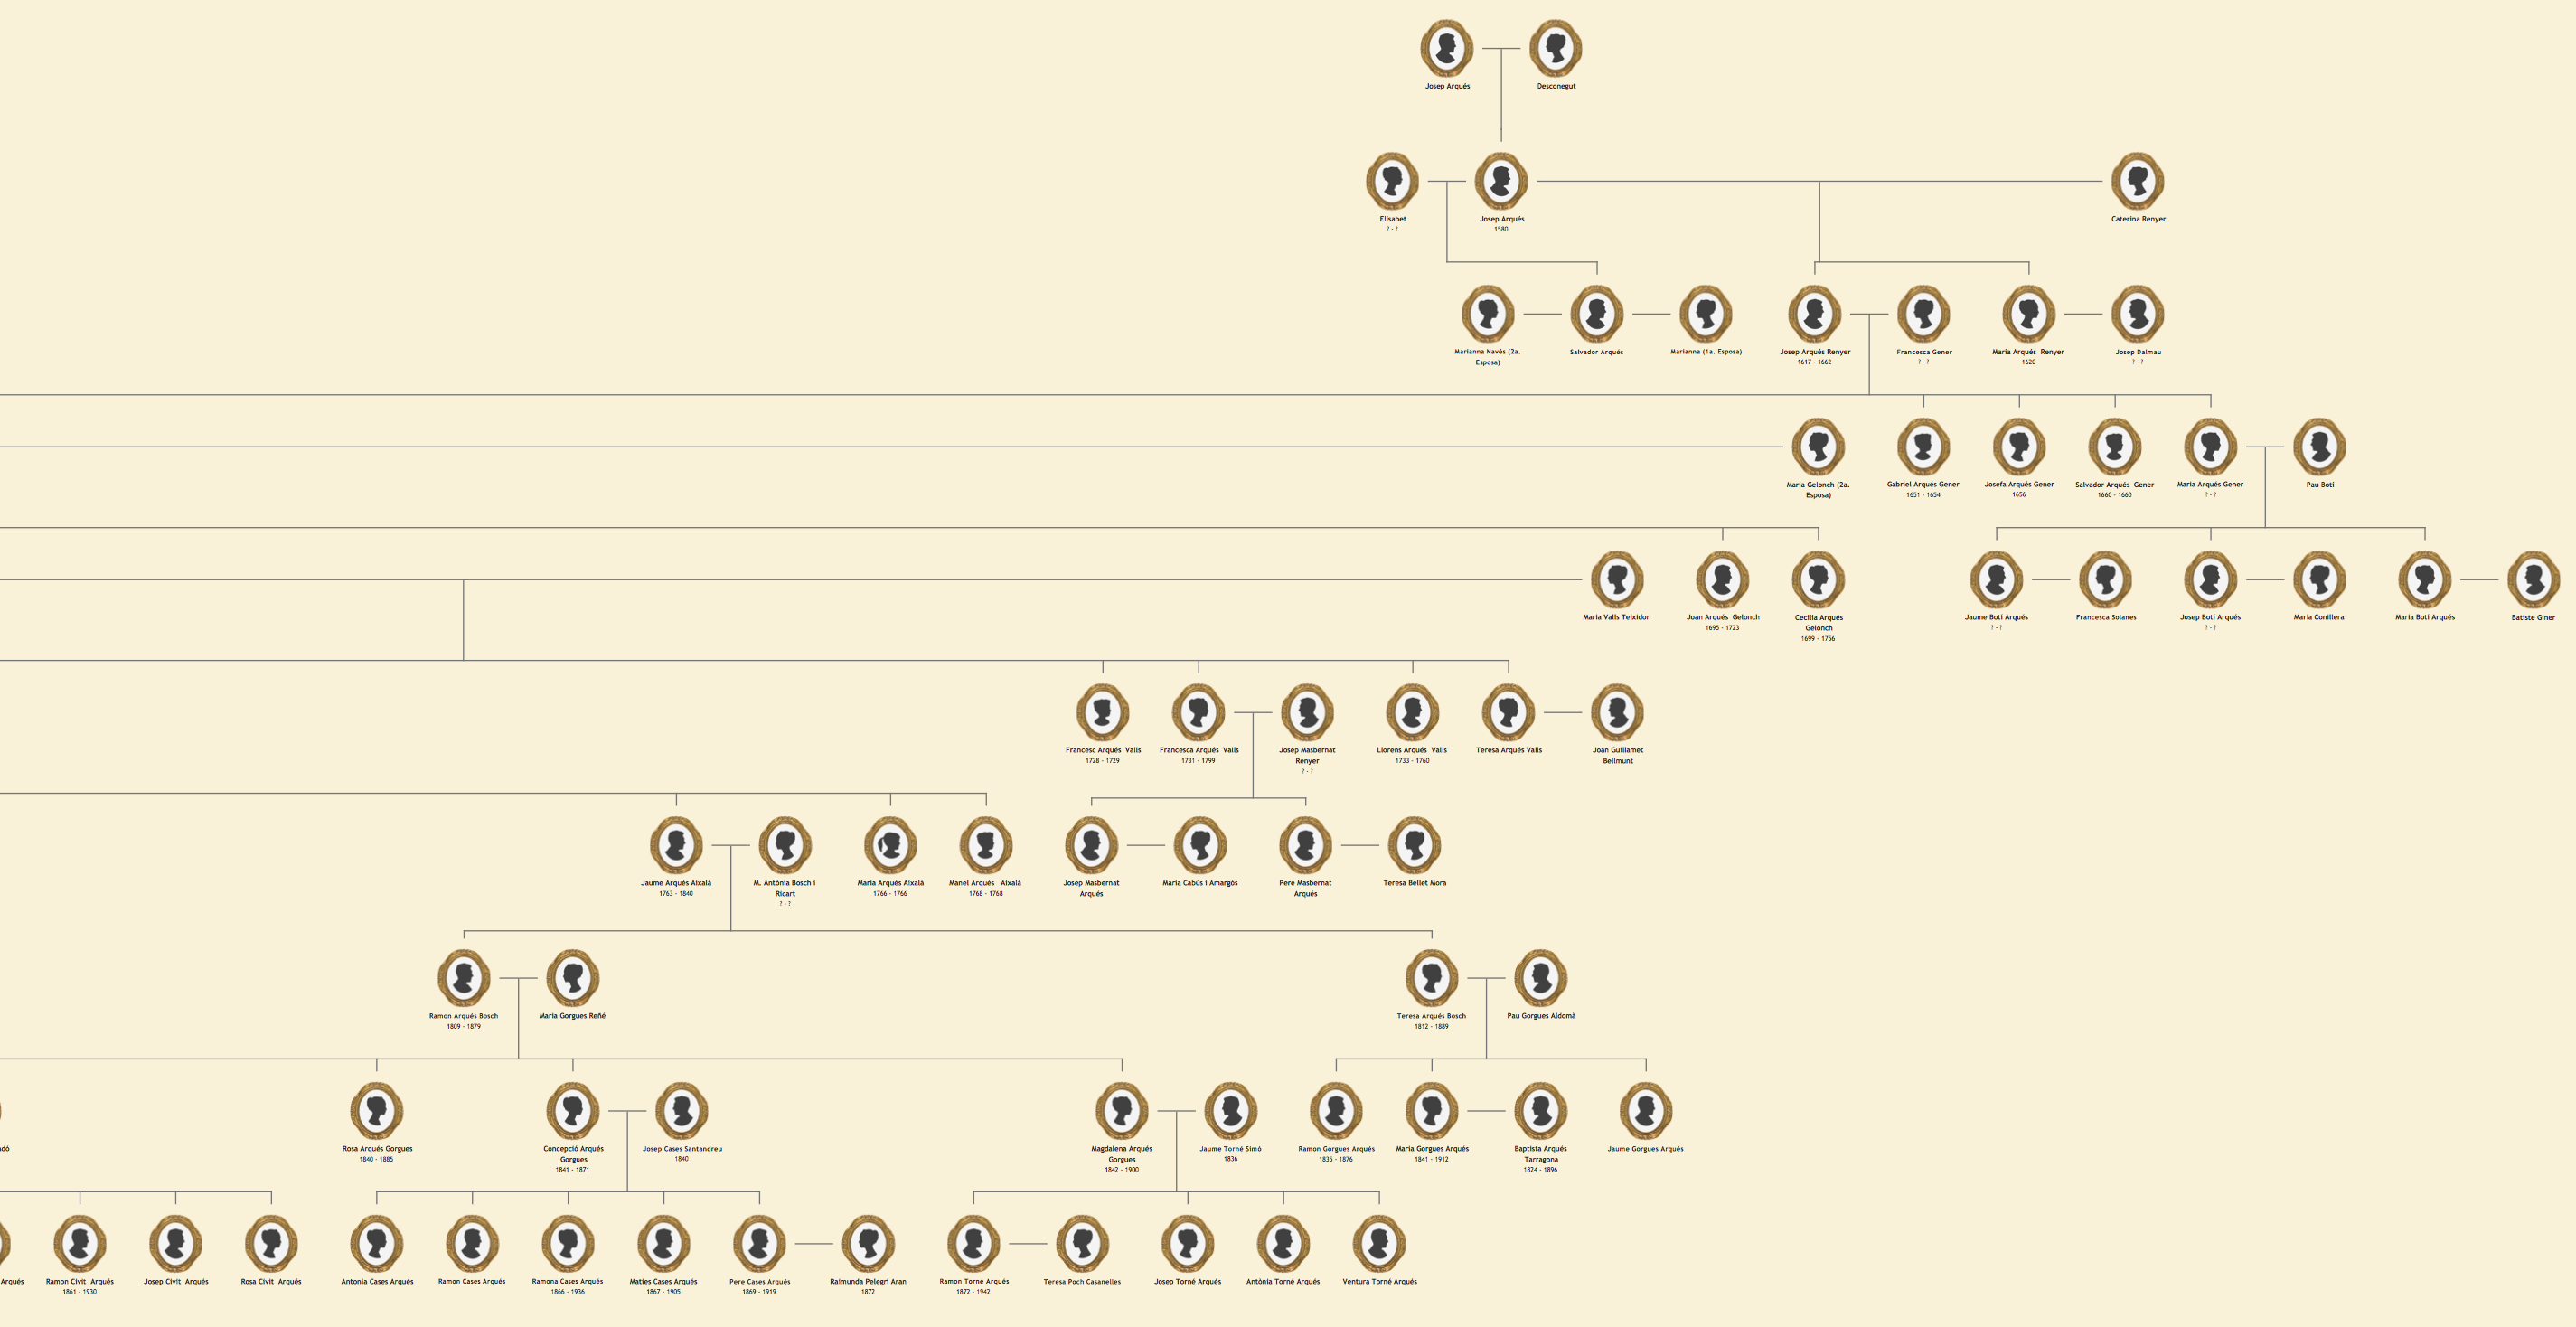 Josep Arqués
Desconegut
Elisabet
? - ?
Josep Arqués
1580
Caterina Renyer
Marianna Navés (2a.
Esposa)
Salvador Arqués
Marianna (1a. Esposa)
Josep Arqués Renyer
1617 - 1662
Francesca Gener
? - ?
Maria Arqués Renyer
1620
Josep Dalmau
? - ?
Maria Gelonch (2a.
Esposa)
Gabriel Arqués Gener
1651 - 1654
Josefa Arqués Gener
1656
Salvador Arqués Gener
1660 - 1660
Maria Arqués Gener
? - ?
Pau Botí
Maria Valls Teixidor
Joan Arqués Gelonch
1695 - 1723
Cecilia Arqués
Gelonch
1699 - 1756
Jaume Botí Arqués
? - ?
Francesca Solanes
Josep Botí Arqués
? - ?
Maria Conillera
Maria Botí Arqués
Batiste Giner
Francesc Arqués Valls
1728 - 1729
Francesca Arqués Valls
1731 - 1799
Josep Masbernat
Renyer
? - ?
Llorens Arqués Valls
1733 - 1760
Teresa Arqués Valls
Joan Guillamet
Bellmunt
Jaume Arqués Aixalà
1763 - 1840
M. Antònia Bosch i
Ricart
? - ?
Maria Arqués Aixalà
1766 - 1766
Manel Arqués Aixalà
1768 - 1768
Josep Masbernat
Arqués
Maria Cabús i Amargós
Pere Masbernat
Arqués
Teresa Bellet Mora
Ramon Arqués Bosch
1809 - 1879
Maria Gorgues Reñé
Teresa Arqués Bosch
1812 - 1889
Pau Gorgues Aldomà
adó
Rosa Arqués Gorgues
1840 - 1885
Concepció Arqués
Gorgues
1841 - 1871
Josep Cases Santandreu
1840
Magdalena Arqués
Gorgues
1842 - 1900
Jaume Torné Simó
1836
Ramon Gorgues Arqués
1835 - 1876
Maria Gorgues Arqués
1841 - 1912
Baptista Arqués
Tarragona
1824 - 1896
Jaume Gorgues Arqués
Arqués
Ramon Civit Arqués
1861 - 1930
Josep Civit Arqués
Rosa Civit Arqués
Antonia Cases Arqués
Ramon Cases Arqués
Ramona Cases Arqués
1866 - 1936
Maties Cases Arqués
1867 - 1905
Pere Cases Arqués
1869 - 1919
Raimunda Pelegrí Aran
1872
Ramon Torné Arqués
1872 - 1942
Teresa Poch Casanelles
Josep Torné Arqués
Antònia Torné Arqués
Ventura Torné Arqués